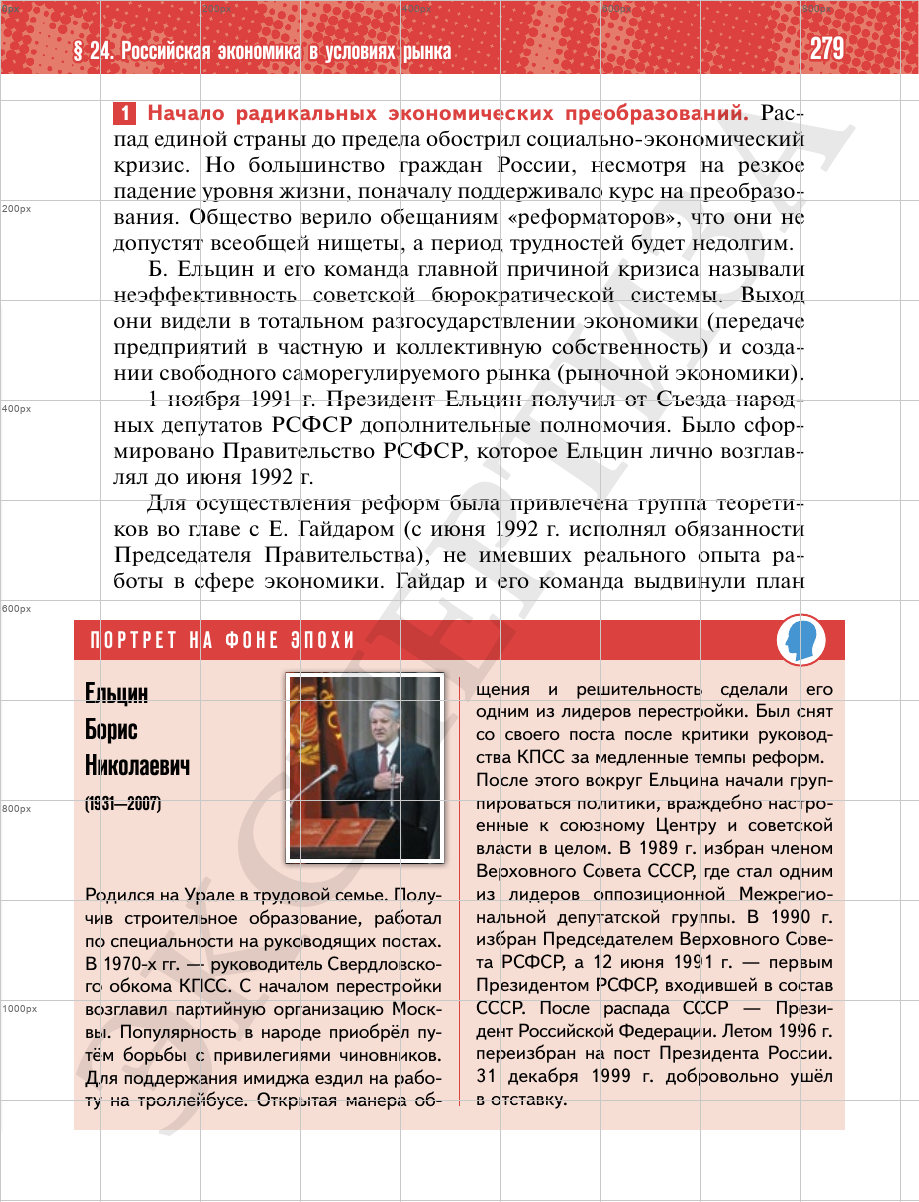 § 24. Российская экономика в условиях рынка
279
1 Начало радикальных экономических преобразований. Рас-
пад единой страны до предела обострил социально-экономический
кризис. Но большинство граждан России, несмотря на резкое
падение уровня жизни, поначалу поддерживало курс на преобразо-
вания. Общество верило обещаниям «реформаторов», что они не
допустят всеобщей нищеты, а период трудностей будет недолгим.
Б. Ельцин и его команда главной причиной кризиса называли
неэффективность советской бюрократической системы. Выход
они видели в тотальном разгосударствлении экономики (передаче
предприятий в частную и коллективную собственность) и созда-
нии свободного саморегулируемого рынка (рыночной экономики).
1 ноября 1991 г. Президент Ельцин получил от Съезда народ-
ных депутатов РСФСР дополнительные полномочия. Было сфор-
мировано Правительство РСФСР, которое Ельцин лично возглав-
лял до июня 1992 г.
Для осуществления реформ была привлечена группа теорети-
ков во главе с Е. Гайдаром (с июня 1992 г. исполнял обязанности
Председателя Правительства), не имевших реального опыта ра-
боты в сфере экономики. Гайдар и его команда выдвинули план
ПОРТРЕТ НА ФОНЕ ЭПОХИ
Ельцин
Борис
Николаевич
(1931—2007)
Родился на Урале в трудовой семье. Полу-
чив строительное образование, работал
по специальности на руководящих постах.
В 1970-х гг. — руководитель Свердловско-
го обкома КПСС. С началом перестройки
возглавил партийную организацию Моск-
вы. Популярность в народе приобрёл пу-
тём борьбы с привилегиями чиновников.
Для поддержания имиджа ездил на рабо-
ту на троллейбусе. Открытая манера об-
щения и решительность сделали его
одним из лидеров перестройки. Был снят
со своего поста после критики руковод-
ства КПСС за медленные темпы реформ.
После этого вокруг Ельцина начали груп-
пироваться политики, враждебно настро-
енные к союзному Центру и советской
власти в целом. В 1989 г. избран членом
Верховного Совета СССР, где стал одним
из лидеров оппозиционной Межрегио-
нальной депутатской группы. В 1990 г.
избран Председателем Верховного Сове-
та РСФСР, а 12 июня 1991 г. — первым
Президентом РСФСР, входившей в состав
СССР. После распада СССР — Прези-
дент Российской Федерации. Летом 1996 г.
переизбран на пост Президента России.
31 декабря 1999 г. добровольно ушёл
в отставку.
ЭКСПЕРТИЗА
200px
400px
600px
800px
1000px